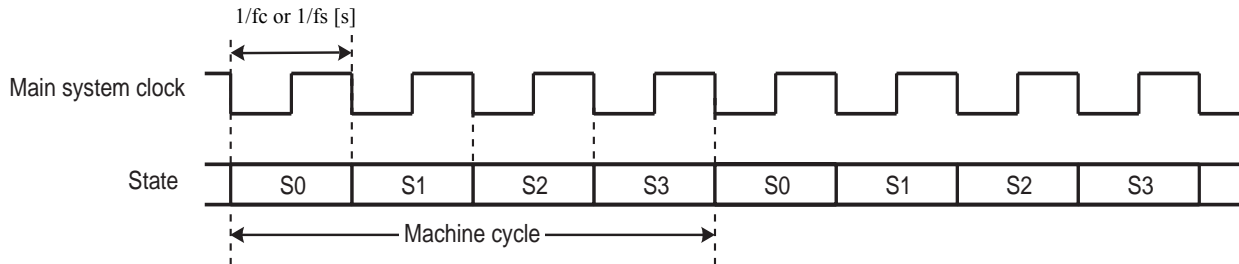 1/fc or 1/fs [s]
Main system clock
State
S0 S1 S2 S3 S0 S1 S2 S3
Machine cycle